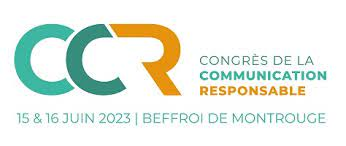 CCR
CONGRÈS DE LA
COMMUNICATION
RESPONSABLE
15 & 16 JUIN 2023 | BEFFROI DE MONTROUGE